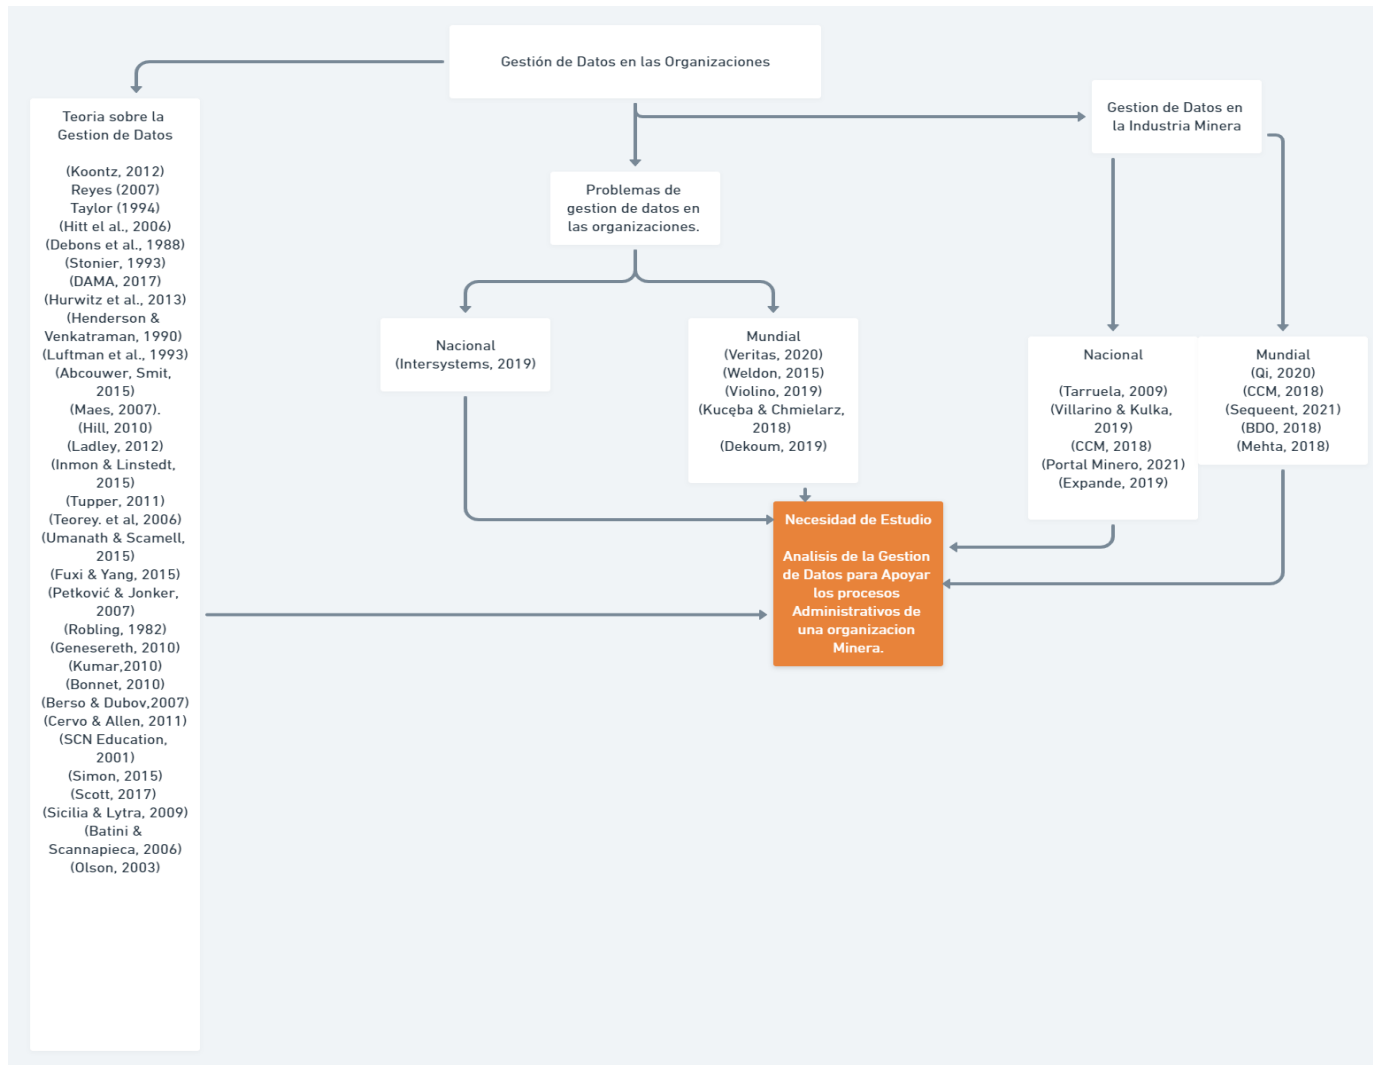 Gestión de Datos en las Organizaciones
Teoria sobre la
Gestion de Datos
(Koontz, 2012)
Reyes (2007)
Taylor (1994)
(Hitt el al., 2006)
(Debons et al., 1988)
(Stonier, 1993)
(DAMA, 2017)
(Hurwitz et al., 2013)
(Henderson &
Venkatraman, 1990)
(Luftman et al., 1993)
(Abcouwer, Smit,
2015)
(Maes, 2007).
(Hill, 2010)
(Ladley, 2012)
(Inmon & Linstedt,
2015)
(Tupper, 2011)
(Teorey. et al, 2006)
(Umanath & Scamell,
2015)
(Fuxi & Yang, 2015)
(Petković & Jonker,
2007)
(Robling, 1982)
(Genesereth, 2010)
(Kumar,2010)
(Bonnet, 2010)
(Berso & Dubov,2007)
(Cervo & Allen, 2011)
(SCN Education,
2001)
(Simon, 2015)
(Scott, 2017)
(Sicilia & Lytra, 2009)
(Batini &
Scannapieca, 2006)
(Olson, 2003)
Problemas de
gestion de datos en
las organizaciones.
Nacional
(Intersystems, 2019)
Mundial
(Veritas, 2020)
(Weldon, 2015)
(Violino, 2019)
(Kucęba & Chmielarz,
2018)
(Dekoum, 2019)
Gestion de Datos en
la Industria Minera
Nacional
(Tarruela, 2009)
(Villarino & Kulka,
2019)
(CCM, 2018)
(Portal Minero, 2021)
(Expande, 2019)
Mundial
(Qi, 2020)
(CCM, 2018)
(Sequeent, 2021)
(BDO, 2018)
(Mehta, 2018)
Necesidad de Estudio
Analisis de la Gestion
de Datos para Apoyar
los procesos
Administrativos de
una organizacion
Minera.